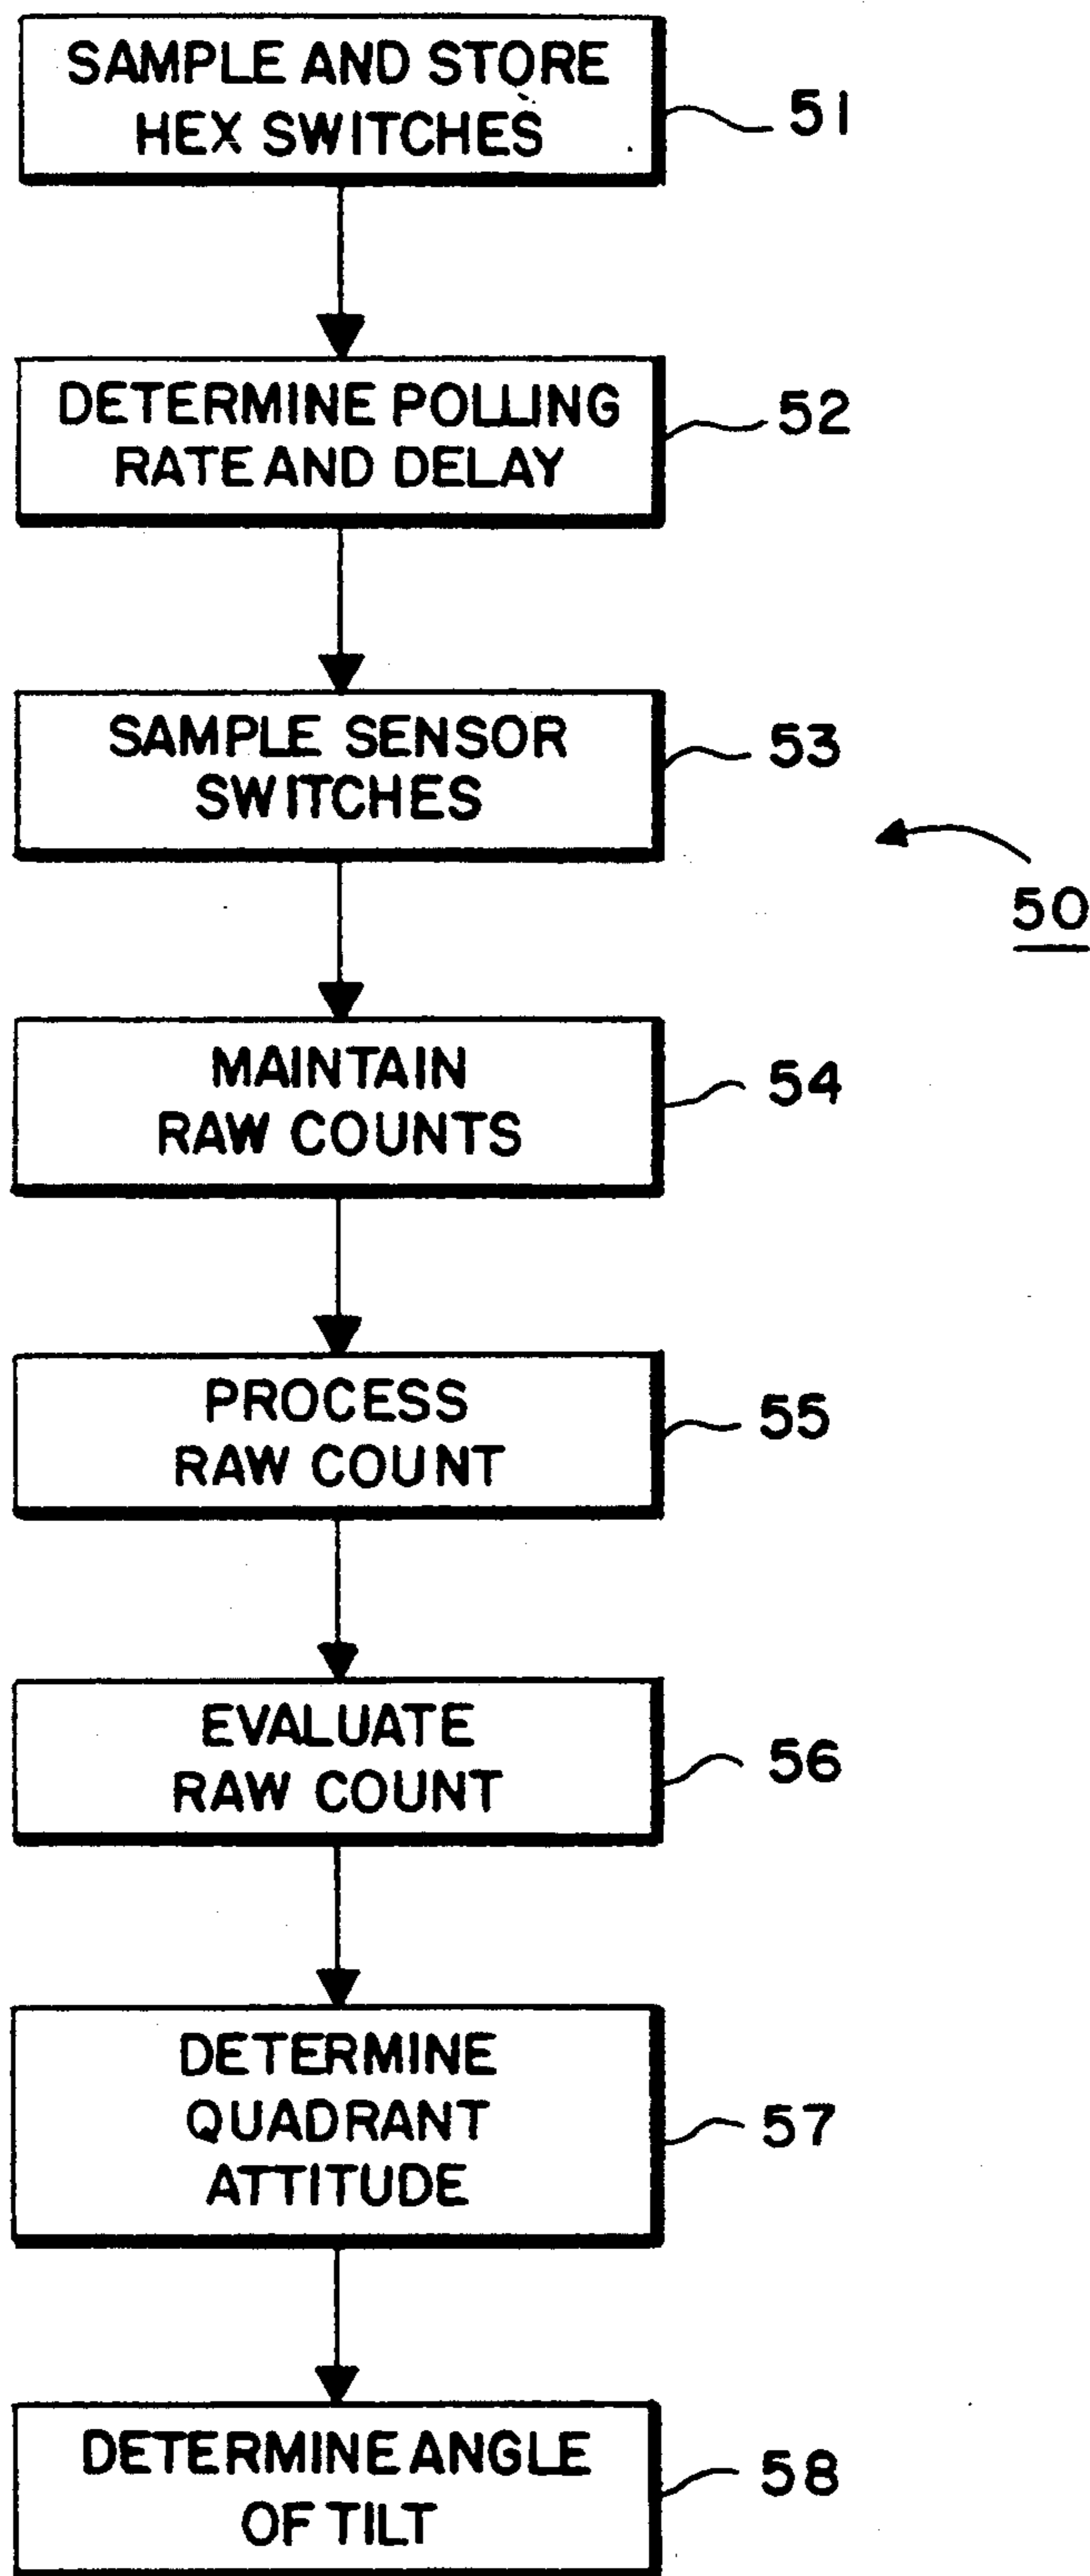 SAMPLE AND STORE
HEX SWITCHES
51
DETERMINE POLLING
RATE AND DELAY
52
SAMPLE SENSOR
SWITCHES
53
50
MAINTAIN
RAW COUNTS
54
PROCESS
RAW COUNT
55
EVALUATE
RAW COUNT
56
DETERMINE
QUADRANT
ATTITUDE
57
DETERMINE ANGLE
OF TILT
58